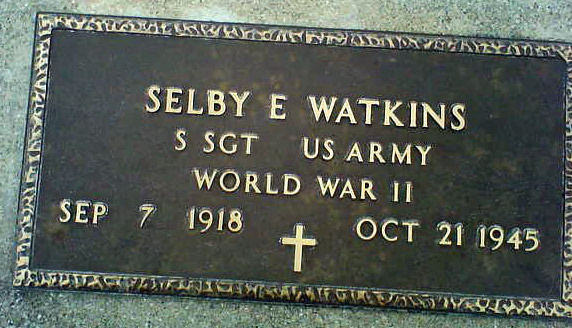 SELBY E WATKINS
S SGT US ARMY
WORLD WAR II
SEP 7 1918 OCT 21 1945